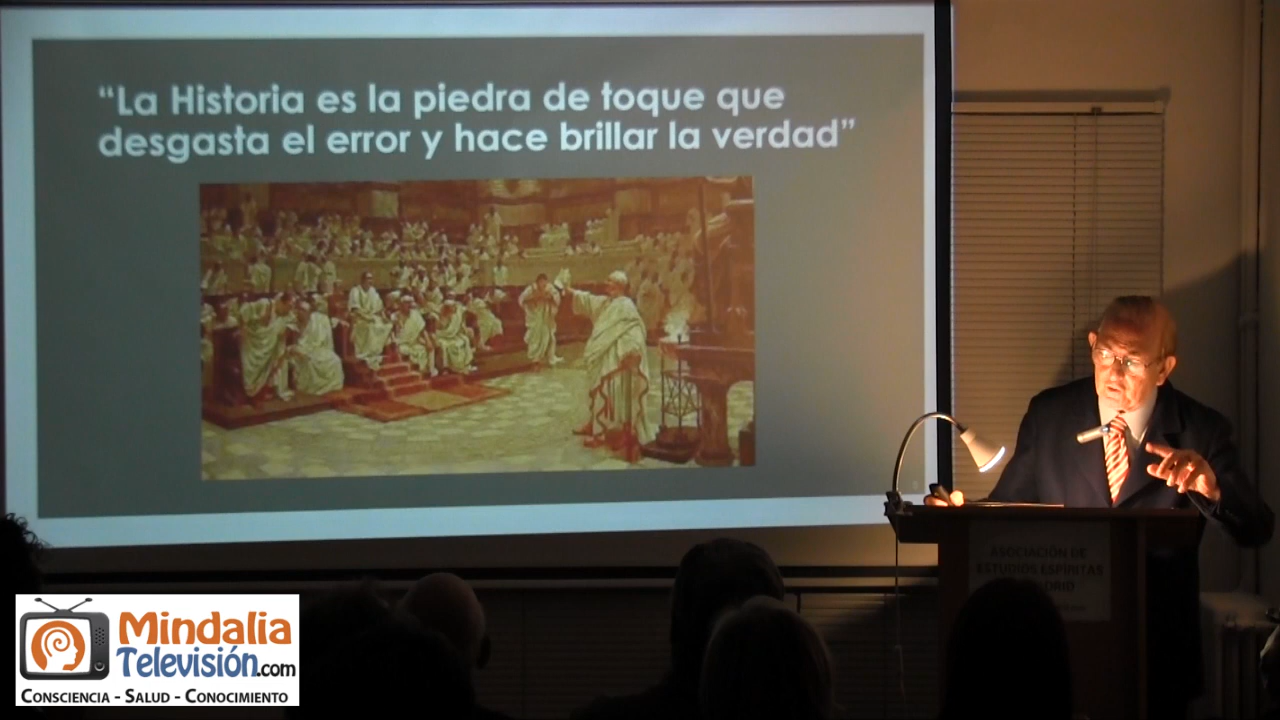 “La Historia es la piedra de toque que
desgasta el error y hace brillar la verdad”
ASOCIACIÓN DE
ESTUDIOS ESPÍRITAS
Mindalia
Televisión.com
CONSCIENCIA - SALUD - CONOCIMIENTO